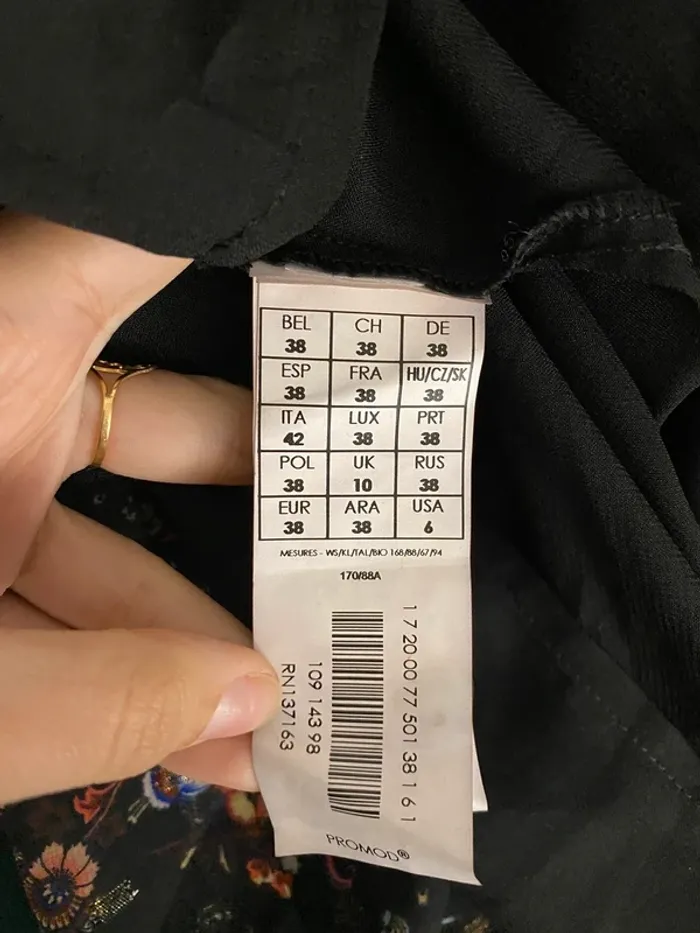 BEL CH DE
38 38 38
ESP FRA HU/CZ/SK
38 38 38
ITA LUX PRT
42 38 38
POL UK RUS
38 10 38
EUR ARA USA
38 38 6
MESURES - WS/KL/TAL/BIO 168/88/67/94
170/88A
1 7 20 00 77 501 38 1 6 1
109 143 98
RN137163
PROMOD®